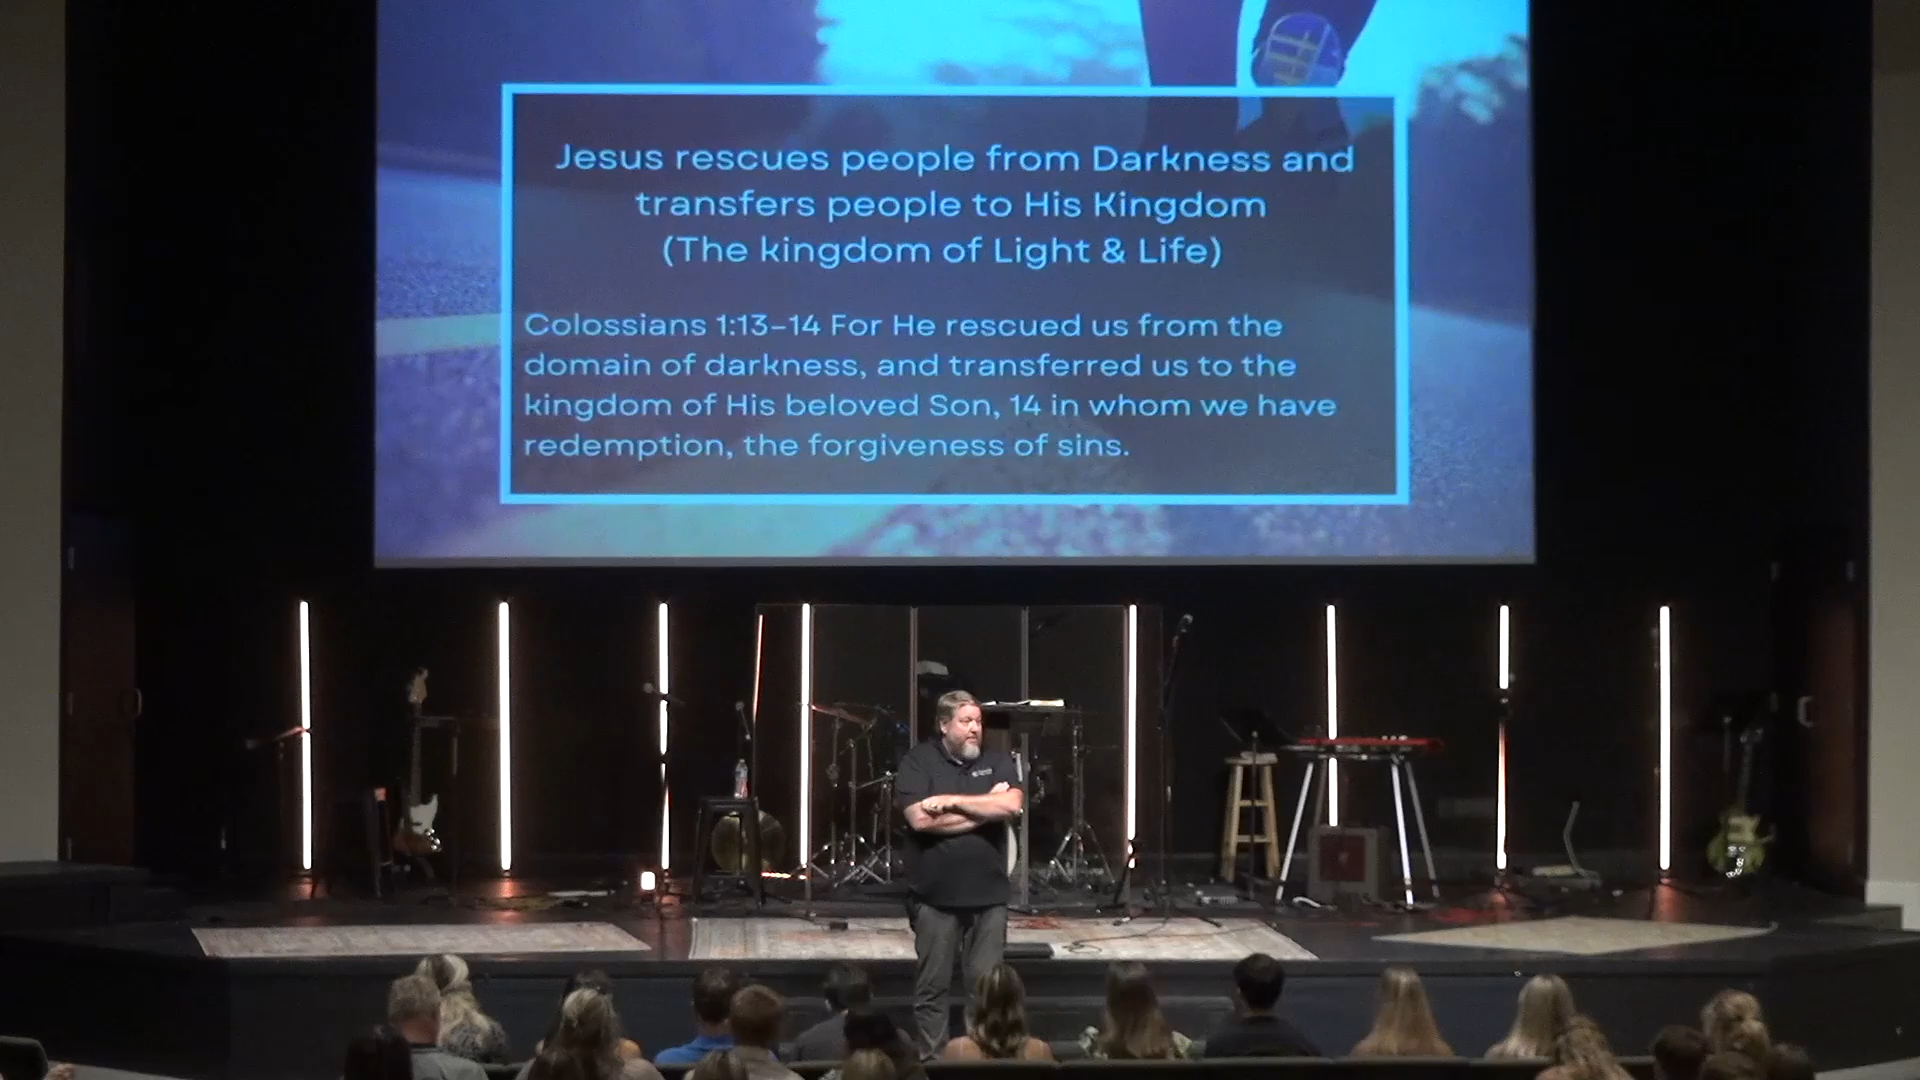 Jesus rescues people from Darkness and
transfers people to His Kingdom
(The kingdom of Light & Life)
Colossians 1:13–14 For He rescued us from the
domain of darkness, and transferred us to the
kingdom of His beloved Son, 14 in whom we have
redemption, the forgiveness of sins.